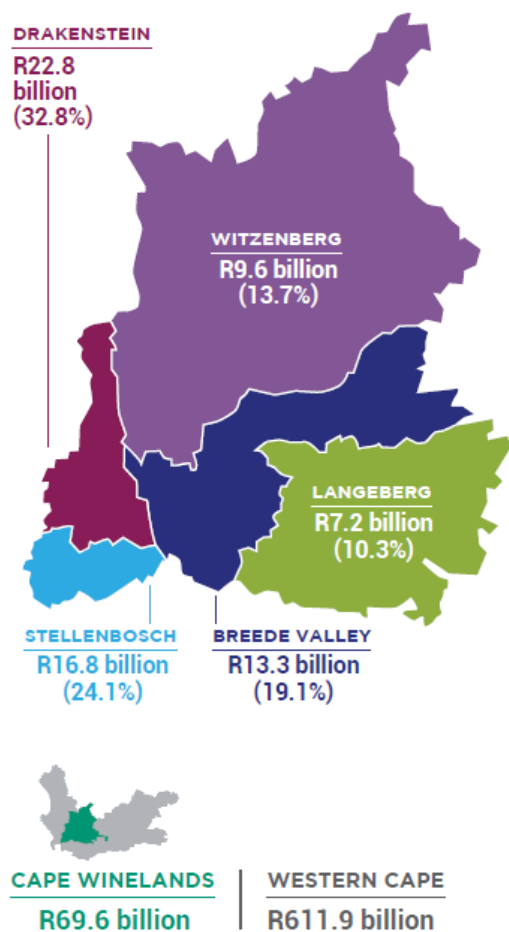 DRAKENSTEIN
R22.8
billion
(32.8%)
WITZENBERG
R9.6 billion
(13.7%)
LANGEBERG
R7.2 billion
(10.3%)
STELLENBOSCH
R16.8 billion
(24.1%)
BREEDE VALLEY
R13.3 billion
(19.1%)
CAPE WINELANDS
R69.6 billion
WESTERN CAPE
R611.9 billion